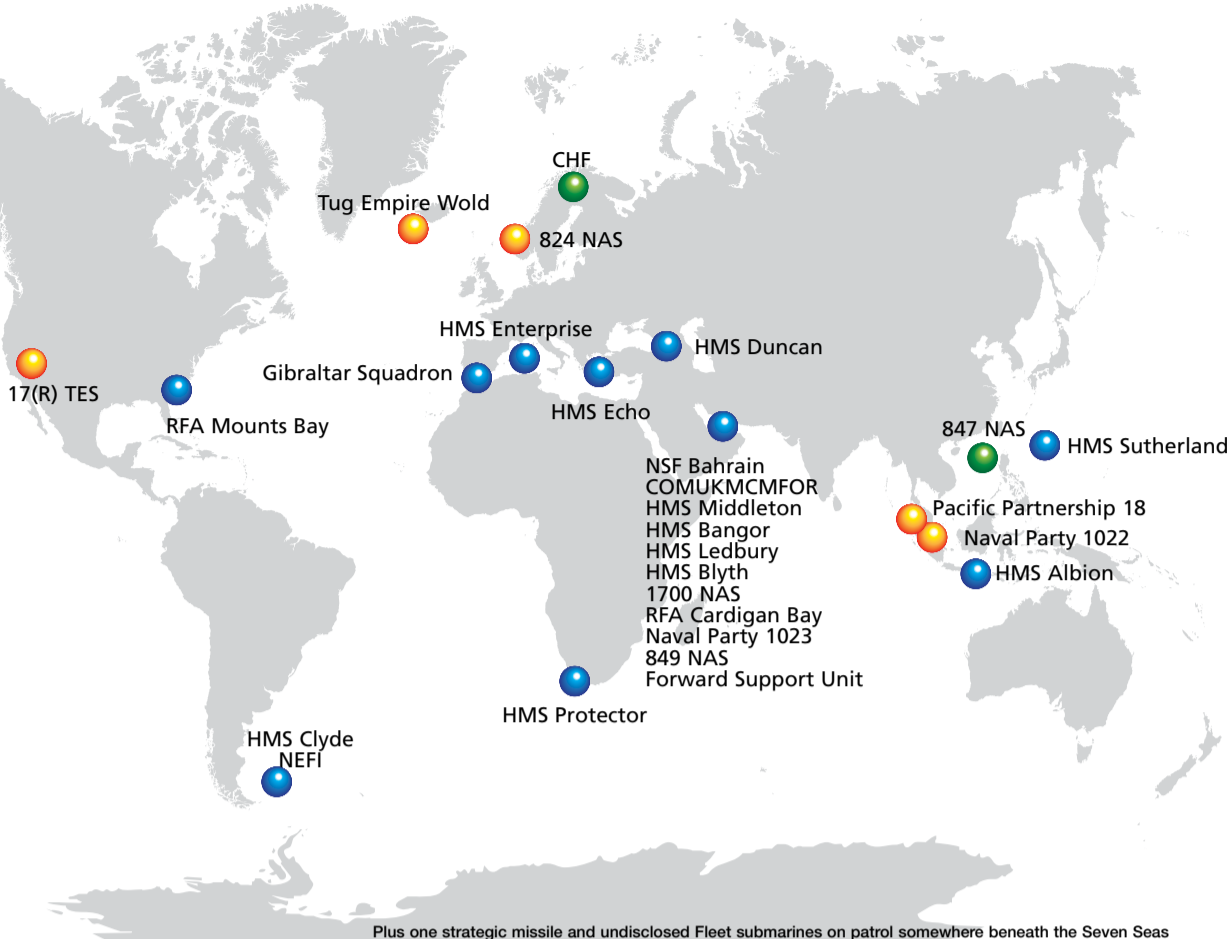 CHF
Tug Empire Wold
824 NAS
HMS Enterprise
HMS Duncan
Gibraltar Squadron
17(R) TES
HMS Echo
RFA Mounts Bay
847 NAS
HMS Sutherland
NSF Bahrain
COMUKMCMFOR
HMS Middleton
HMS Bangor
HMS Ledbury
HMS Blyth
1700 NAS
RFA Cardigan Bay
Naval Party 1023
849 NAS
Forward Support Unit
Pacific Partnership 18
Naval Party 1022
HMS Albion
HMS Protector
HMS Clyde
NEFI
Plus one strategic missile and undisclosed Fleet submarines on patrol somewhere beneath the Seven Seas